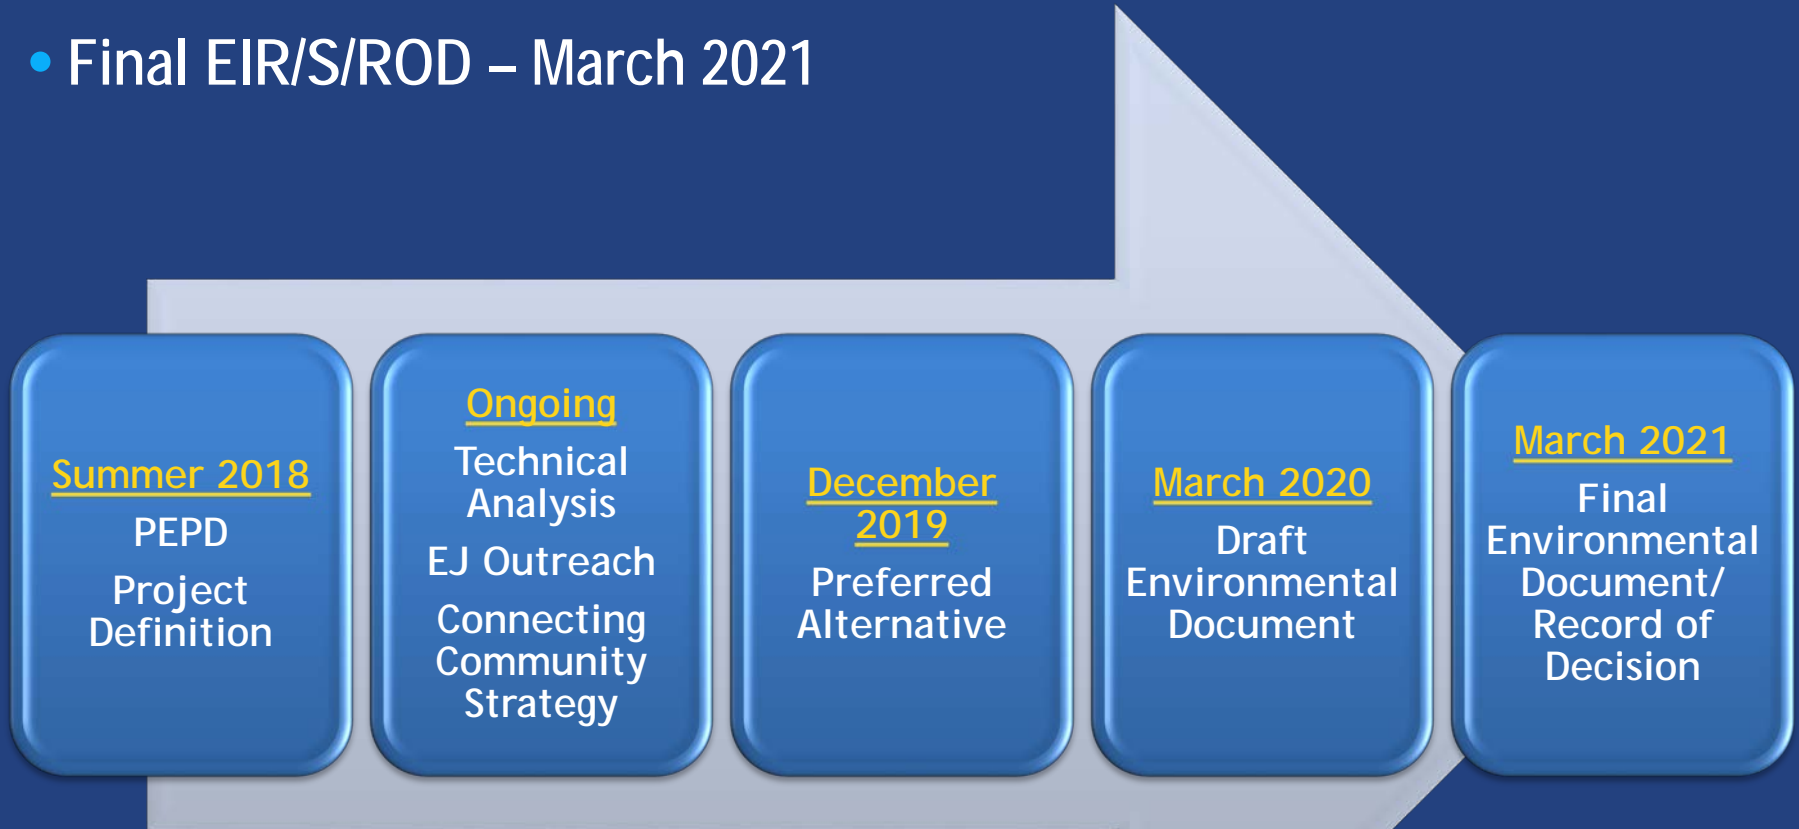 • Final EIR/S/ROD – March 2021
Summer 2018
PEPD
Project
Definition
Ongoing
Technical
Analysis
EJ Outreach
Connecting
Community
Strategy
December
2019
Preferred
Alternative
March 2020
Draft
Environmental
Document
March 2021
Final
Environmental
Document/
Record of
Decision